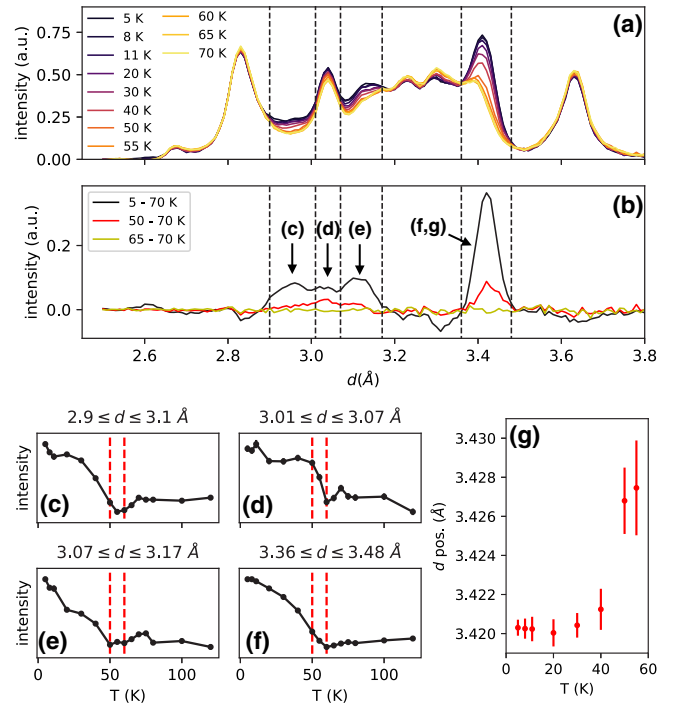 5 K
8 K
11 K
20 K
30 K
40 K
50 K
55 K
60 K
65 K
70 K
(a)
intensity (a.u.)
0.75
0.50
0.25
0.00
5 - 70 K
50 - 70 K
65 - 70 K
(b)
(c)
(d)
(e)
(f,g)
intensity (a.u.)
0.2
0.0
2.6 2.8 3.0 3.2 3.4 3.6 3.8
d(Å)
2.9 ≤ d ≤ 3.1 Å
intensity
(c)
3.01 ≤ d ≤ 3.07
(d)
3.07 ≤ d ≤ 3.17
intensity
(e)
0 50 100
T (K)
3.36 ≤ d ≤ 3.48
(f)
0 50 100
T (K)
(g)
d pos. (Å)
3.430
3.428
3.426
3.424
3.422
3.420
0 20 40 60
T (K)